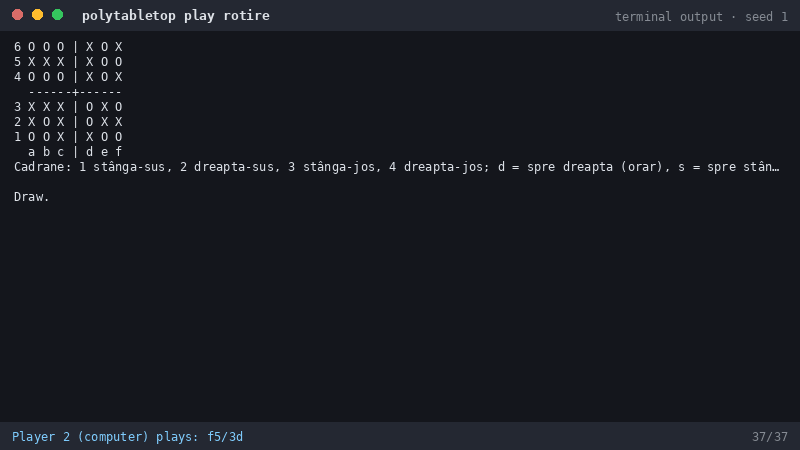 polytabletop play rotire
terminal output · seed 1
6 O O O | X O X
5 X X X | X O O
4 O O O | X O X
------+------
3 X X X | O X O
2 X O X | O X X
1 O O X | X O O
a b c | d e f
Cadrane: 1 stânga-sus, 2 dreapta-sus, 3 stânga-jos, 4 dreapta-jos; d = spre dreapta (orar), s = spre stân…
Draw.
Player 2 (computer) plays: f5/3d
37/37